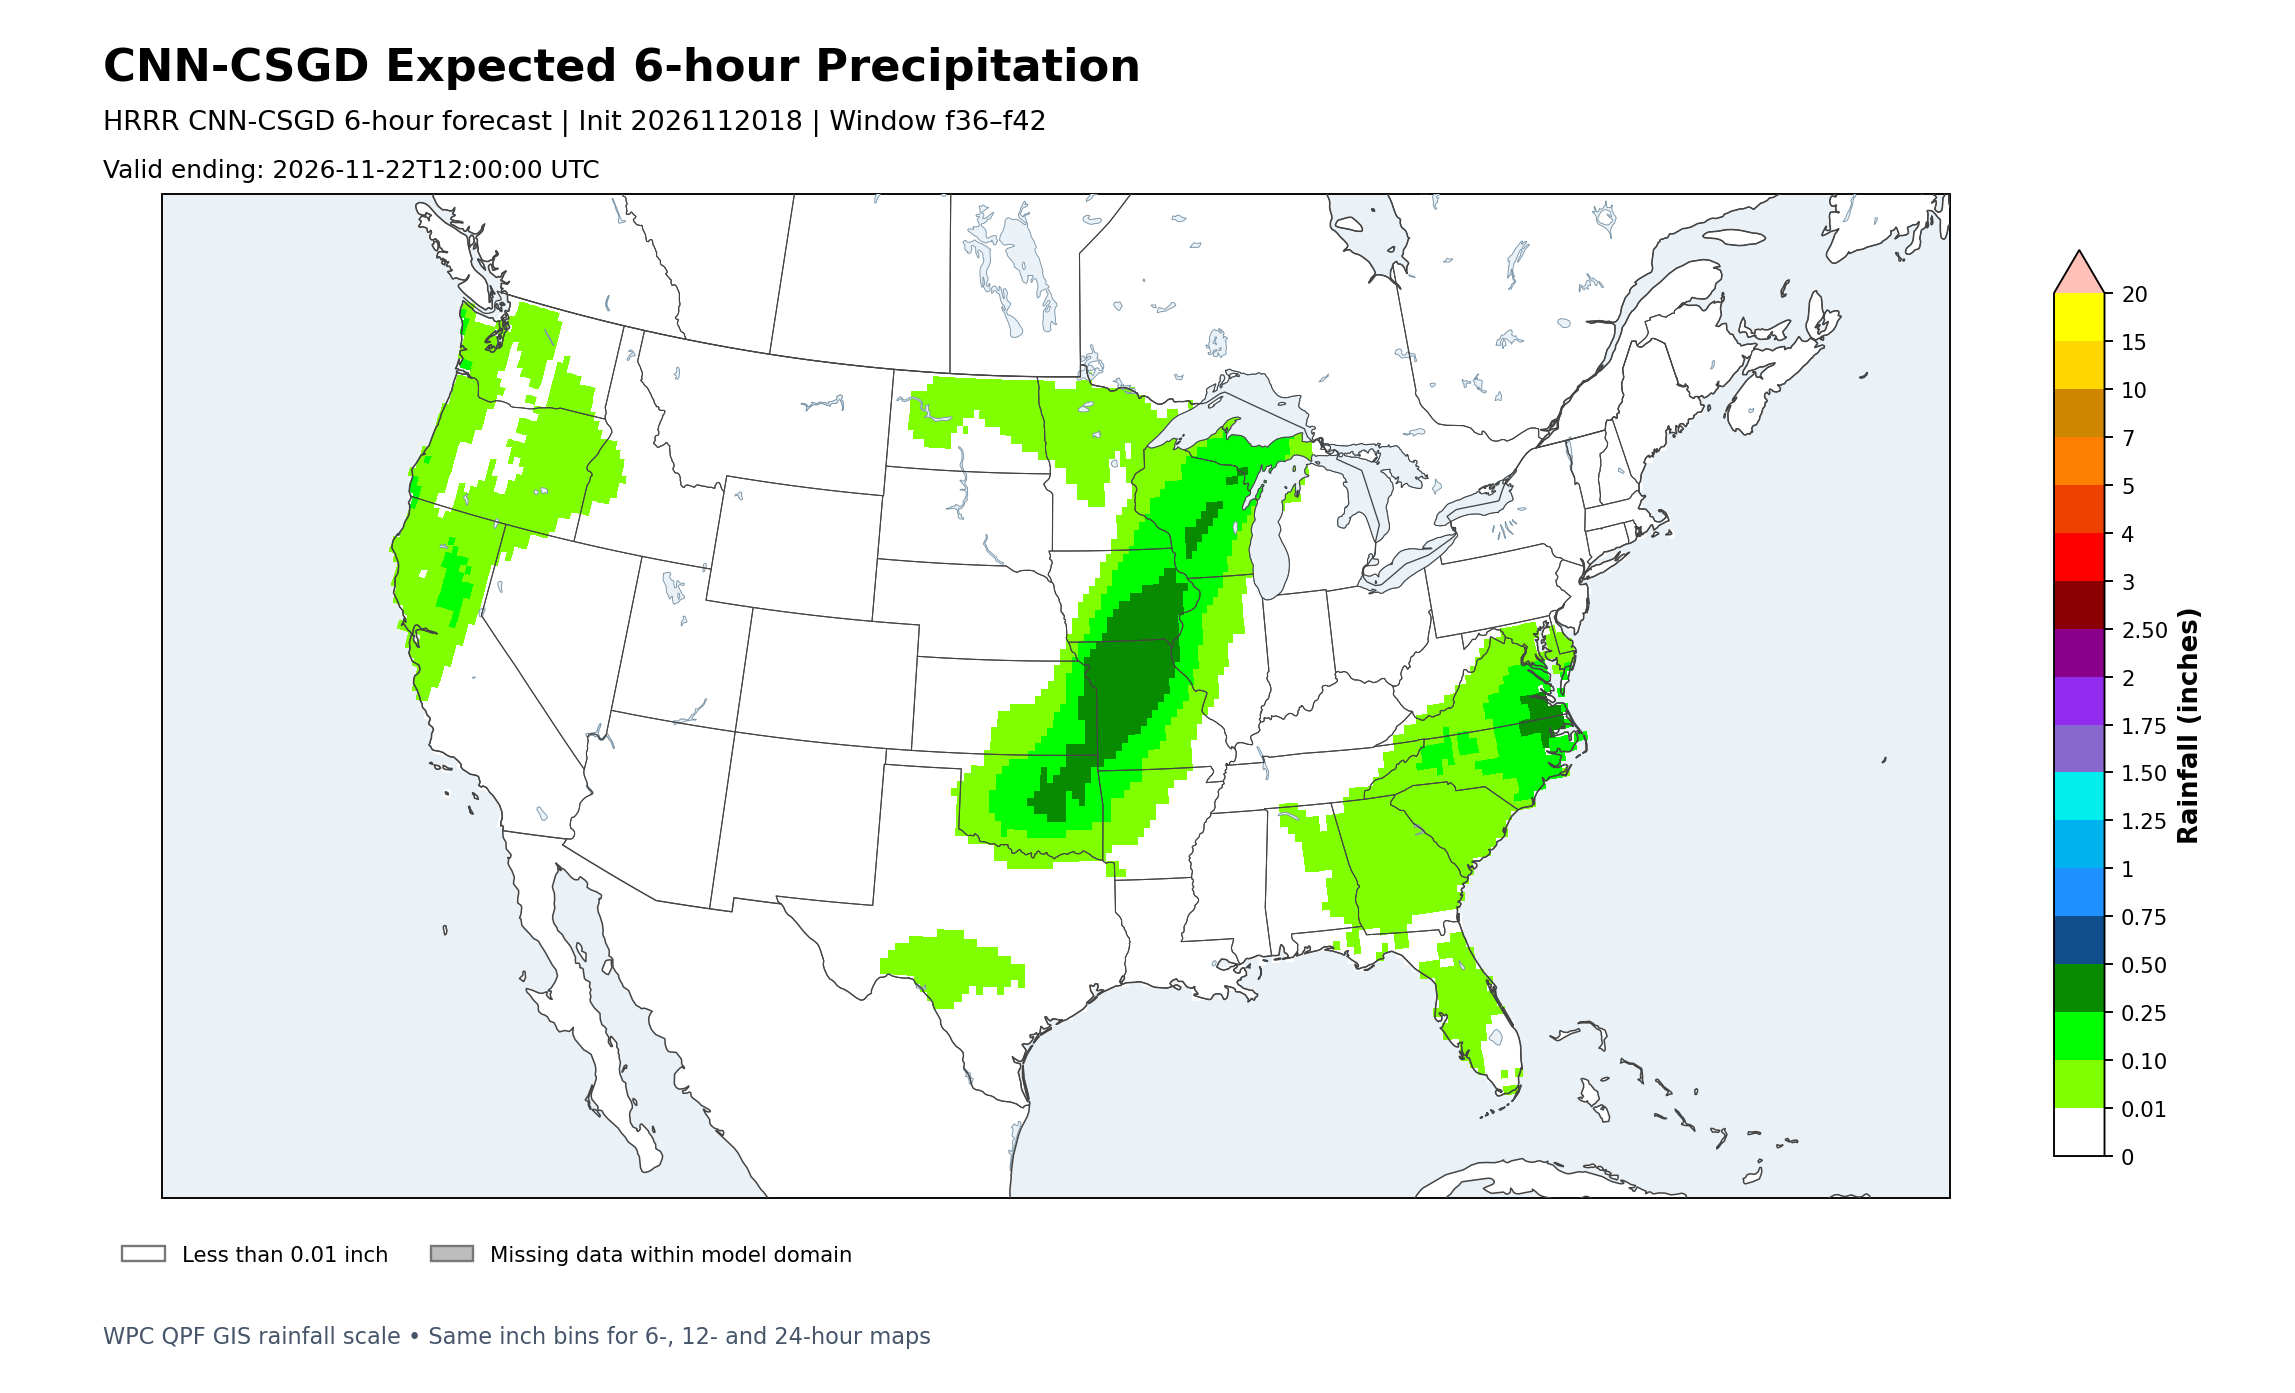 CNN-CSGD Expected 6-hour Precipitation
HRRR CNN-CSGD 6-hour forecast | Init 2026112018 | Window f36–f42
Valid ending: 2026-11-22T12:00:00 UTC
20
15
10
7
5
4
3
2.50
2
1.75
1.50
1.25
1
0.75
0.50
0.25
0.10
0.01
0
Rainfall (inches)
Less than 0.01 inch
Missing data within model domain
WPC QPF GIS rainfall scale • Same inch bins for 6-, 12- and 24-hour maps